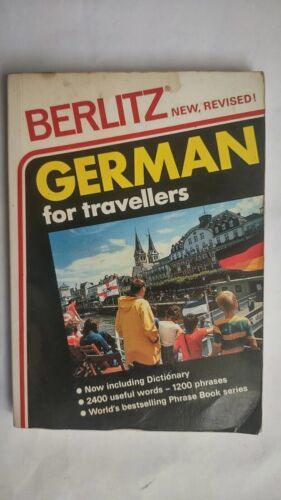 BERLITZ® NEW, REVISED!
GERMAN
for travellers
• Now including Dictionary
• 2400 useful words – 1200 phrases
• World's bestselling Phrase Book series